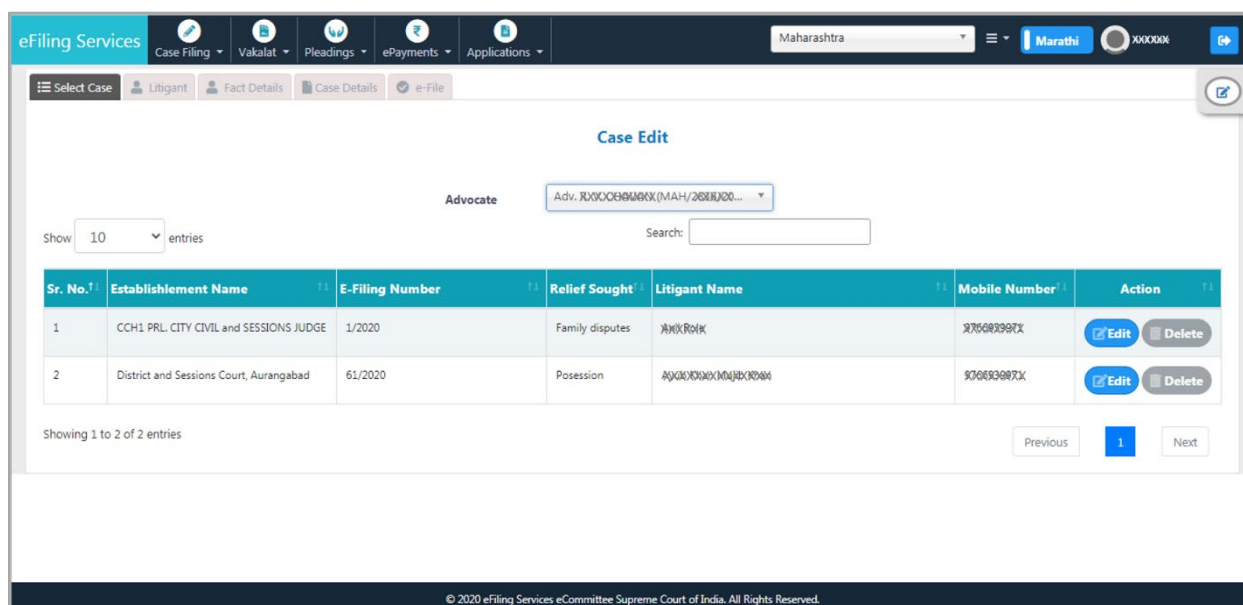 eFiling Services
Case Filing
Vakalat
Pleadings
ePayments
Applications
Maharashtra
Marathi
XXXXXX
Select Case
Litigant
Fact Details
Case Details
e-File
Case Edit
Advocate
Adv.
Show 10 entries
Search:
Sr. No. Establishlement Name E-Filing Number Relief Sought Litigant Name Mobile Number Action
1 CCH1 PRL. CITY CIVIL and SESSIONS JUDGE 1/2020 Family disputes Edit Delete
2 District and Sessions Court, Aurangabad 61/2020 Posession Edit Delete
Showing 1 to 2 of 2 entries
Previous 1 Next
© 2020 eFiling Services eCommittee Supreme Court of India. All Rights Reserved.